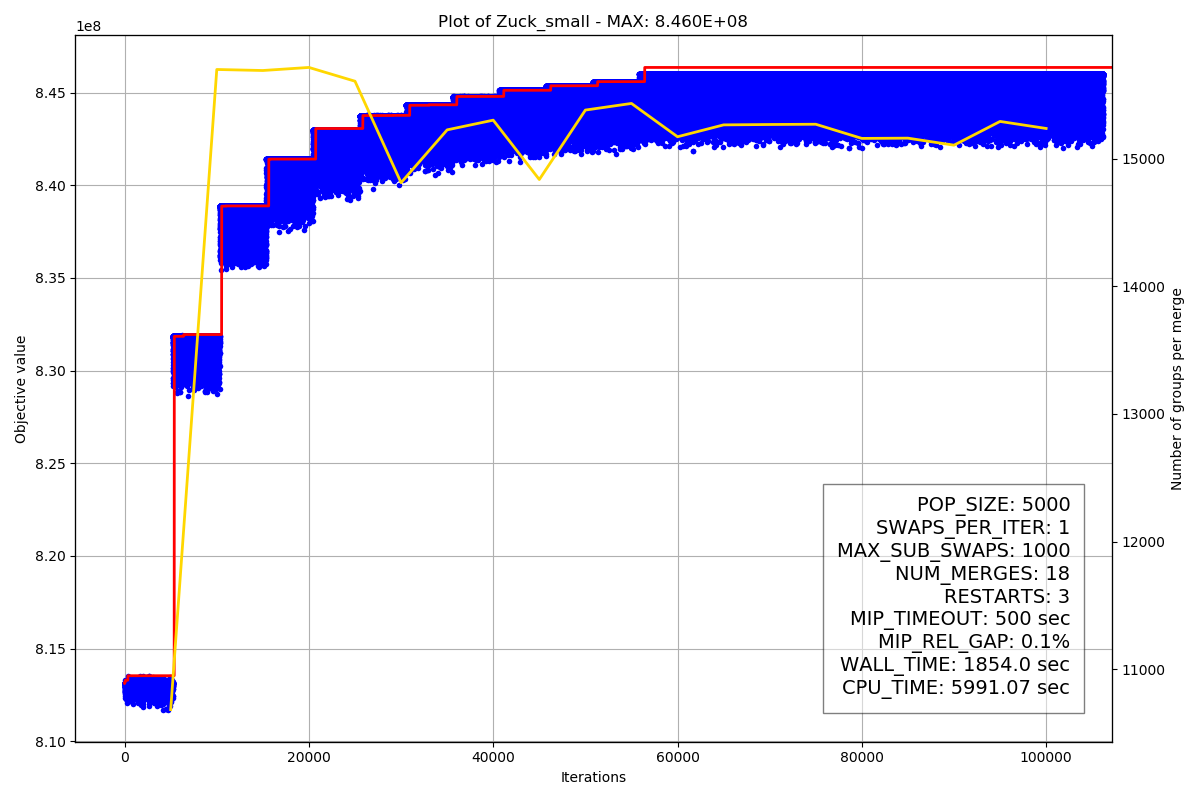 Plot of Zuck_small - MAX: 8.460E+08
1e8
8.45
8.40
8.35
8.30
8.25
8.20
8.15
8.10
Objective value
0
20000
40000
60000
80000
100000
Iterations
15000
14000
13000
12000
11000
Number of groups per merge
POP_SIZE: 5000
SWAPS_PER_ITER: 1
MAX_SUB_SWAPS: 1000
NUM_MERGES: 18
RESTARTS: 3
MIP_TIMEOUT: 500 sec
MIP_REL_GAP: 0.1%
WALL_TIME: 1854.0 sec
CPU_TIME: 5991.07 sec